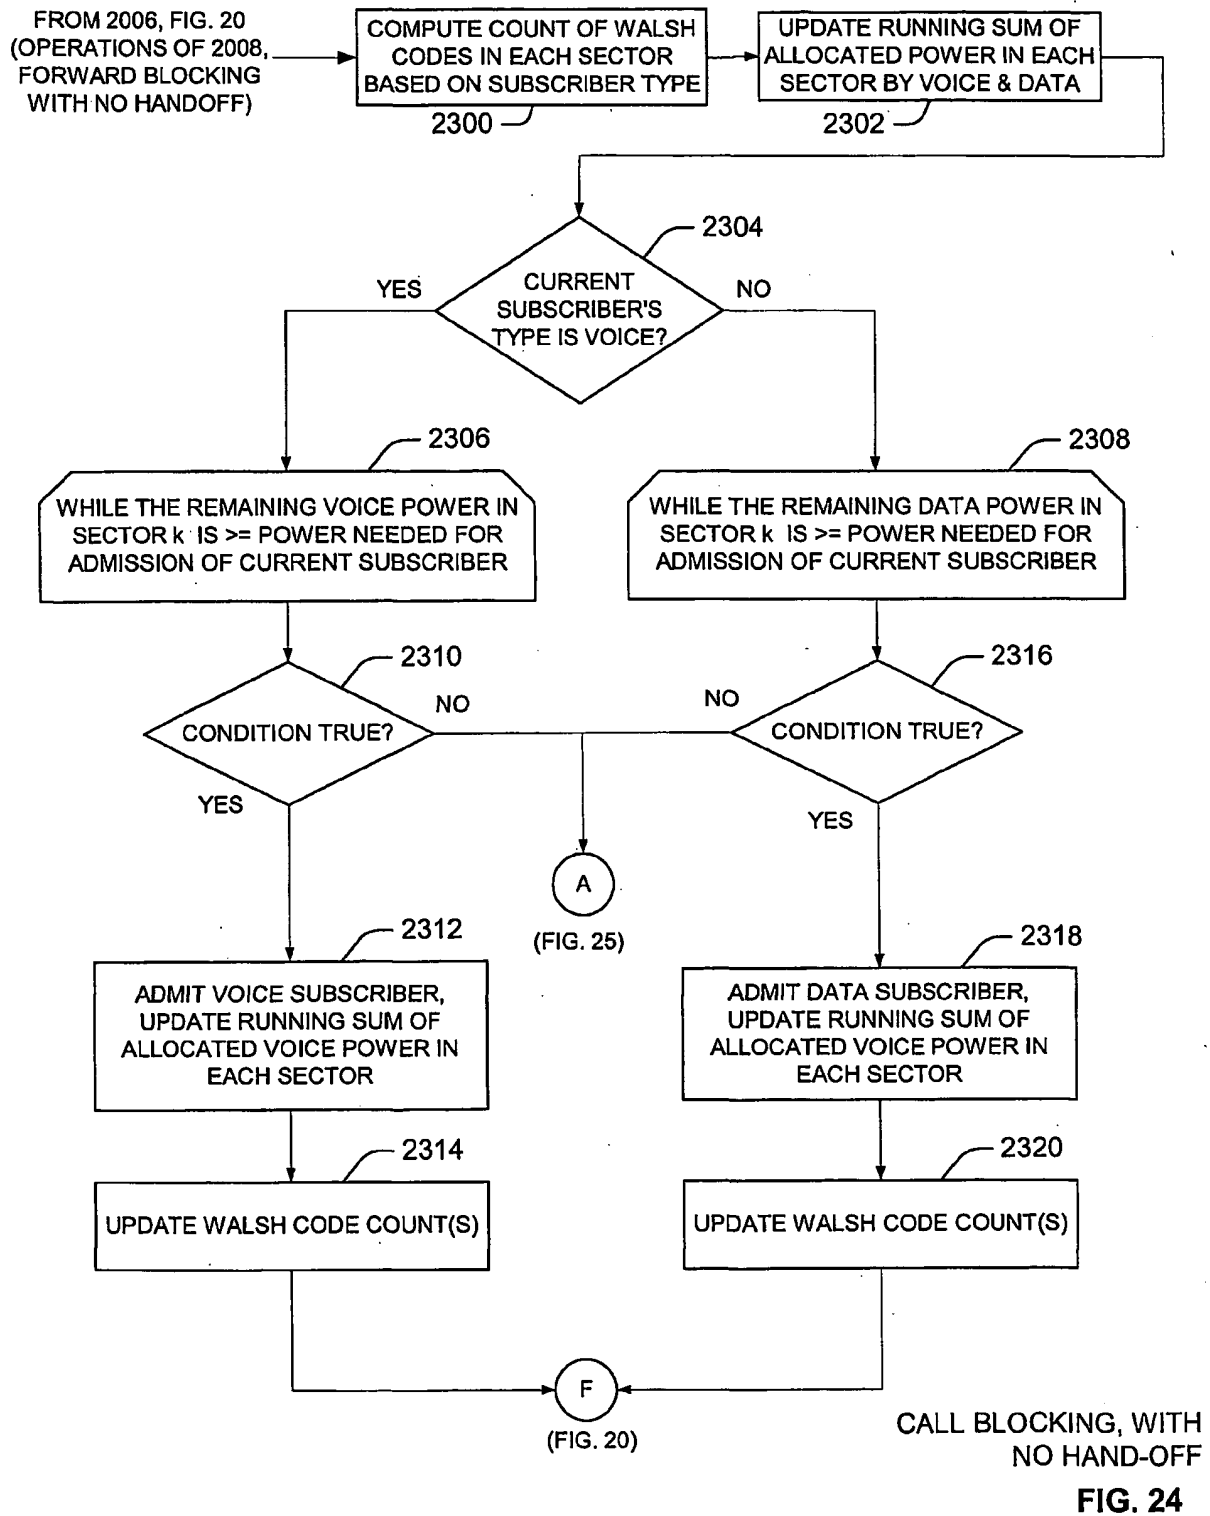 FROM 2006, FIG. 20
(OPERATIONS OF 2008,
FORWARD BLOCKING
WITH NO HANDOFF)
COMPUTE COUNT OF WALSH
CODES IN EACH SECTOR
BASED ON SUBSCRIBER TYPE
2300
UPDATE RUNNING SUM OF
ALLOCATED POWER IN EACH
SECTOR BY VOICE & DATA
2302
2304
CURRENT
SUBSCRIBER'S
TYPE IS VOICE?
YES
NO
2306
WHILE THE REMAINING VOICE POWER IN
SECTOR k IS >= POWER NEEDED FOR
ADMISSION OF CURRENT SUBSCRIBER
2308
WHILE THE REMAINING DATA POWER IN
SECTOR k IS >= POWER NEEDED FOR
ADMISSION OF CURRENT SUBSCRIBER
2310
CONDITION TRUE?
NO
YES
2316
NO
CONDITION TRUE?
YES
A
(FIG. 25)
2312
ADMIT VOICE SUBSCRIBER,
UPDATE RUNNING SUM OF
ALLOCATED VOICE POWER IN
EACH SECTOR
2318
ADMIT DATA SUBSCRIBER,
UPDATE RUNNING SUM OF
ALLOCATED VOICE POWER IN
EACH SECTOR
2314
UPDATE WALSH CODE COUNT(S)
2320
UPDATE WALSH CODE COUNT(S)
F
(FIG. 20)
CALL BLOCKING, WITH
NO HAND-OFF
FIG. 24